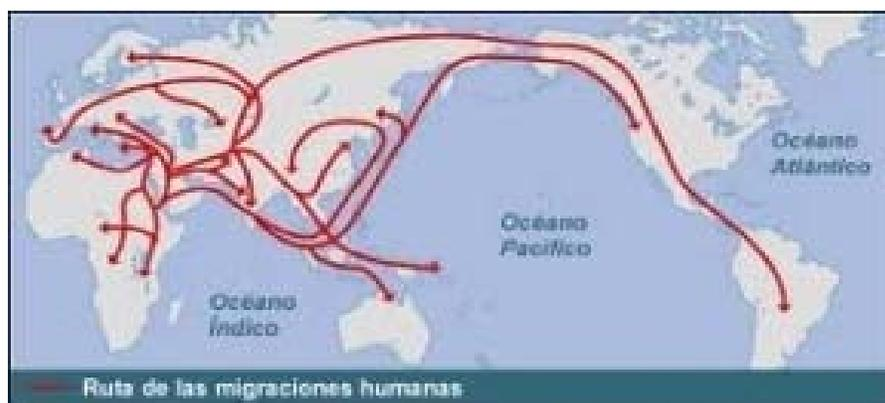 Océano
Atlántico
Océano
Pacífico
Océano
Índico
Ruta de las migraciones humanas